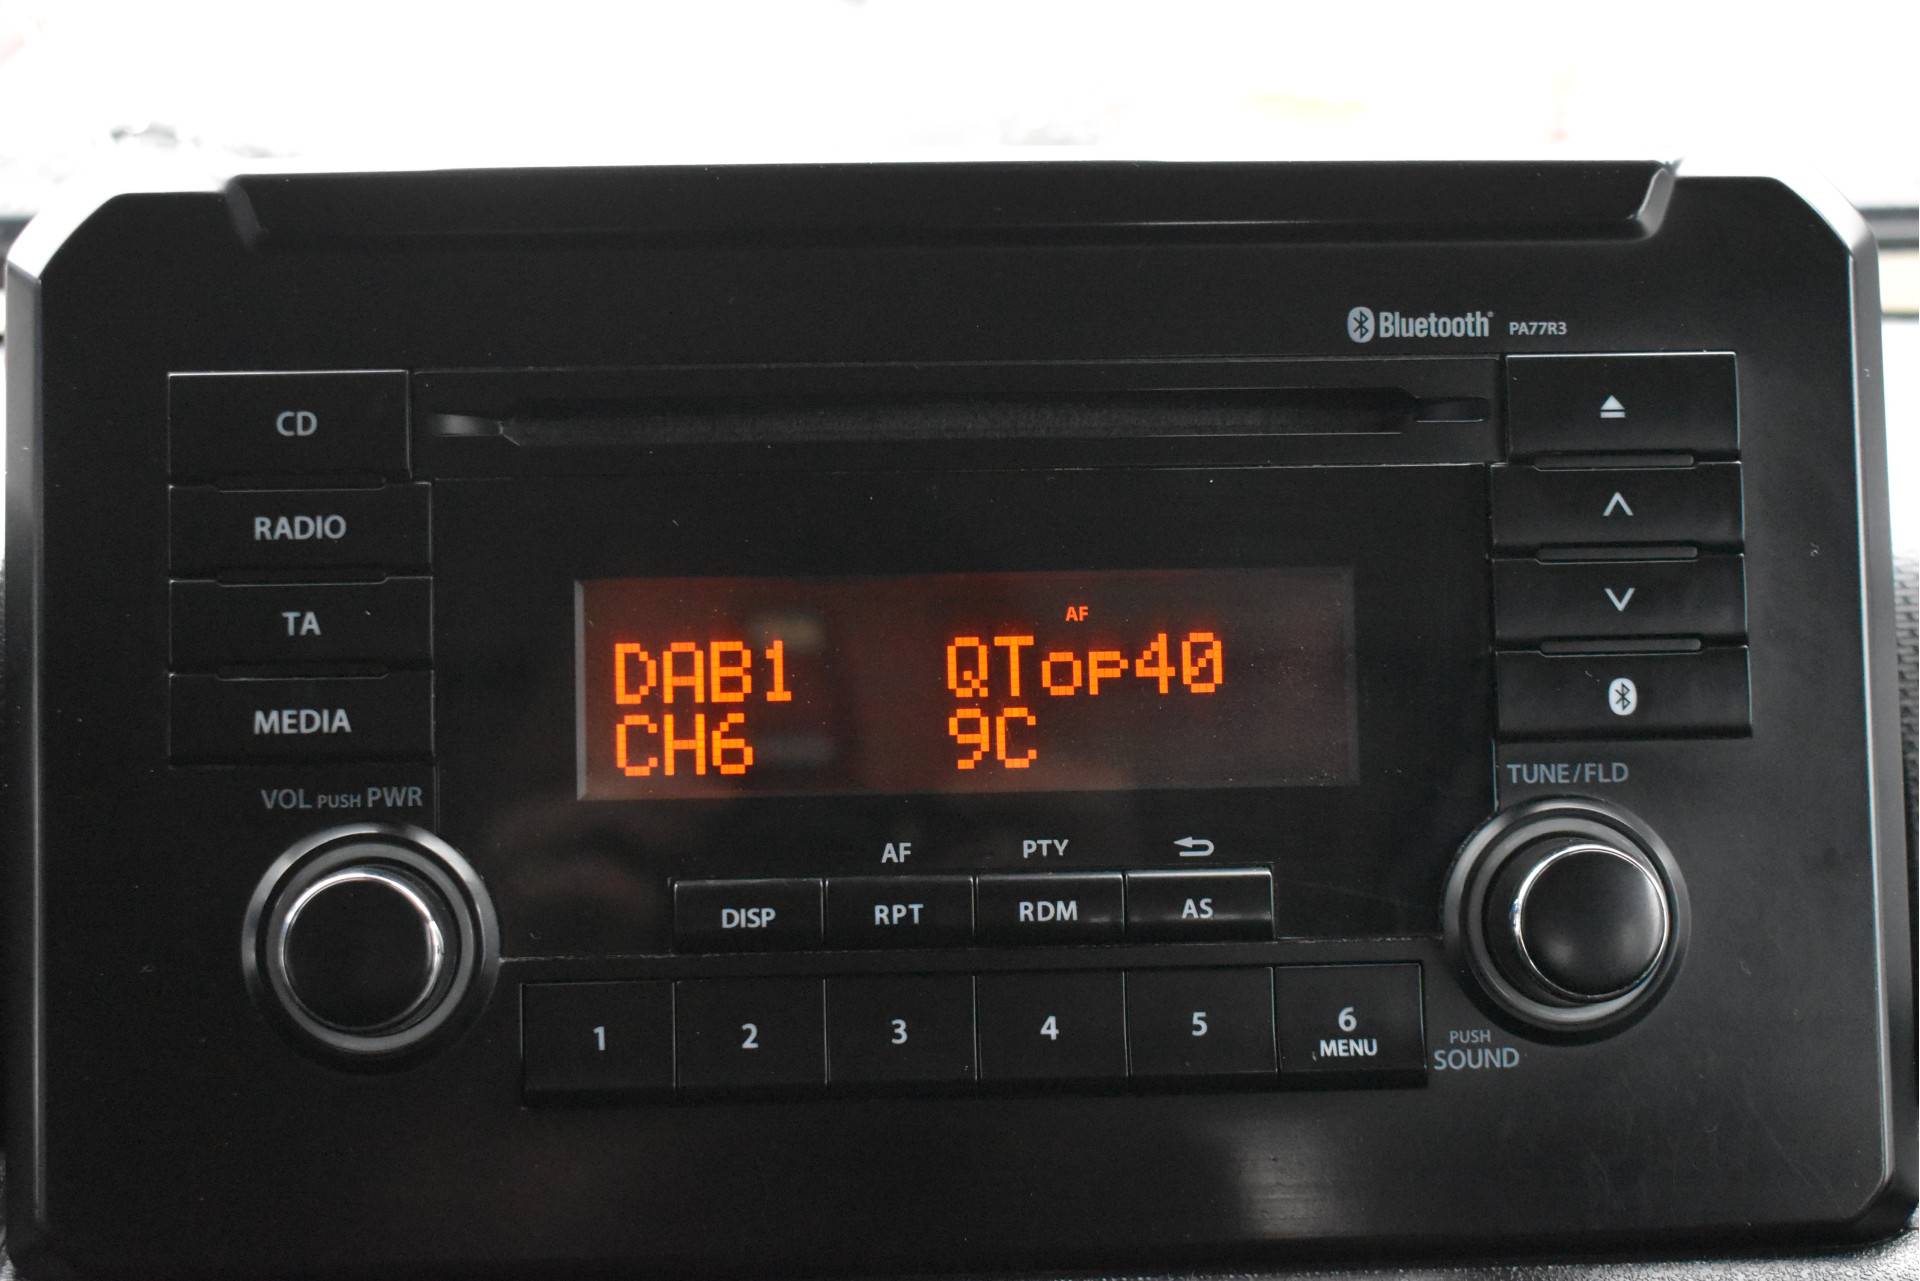 Bluetooth® PA77R3
CD
RADIO
TA
MEDIA
AF
DAB1 QTop40
CH6 9C
VOL PUSH PWR
TUNE/FLD
AF PTY
DISP RPT RDM AS
1 2 3 4 5 6
MENU
PUSH
SOUND